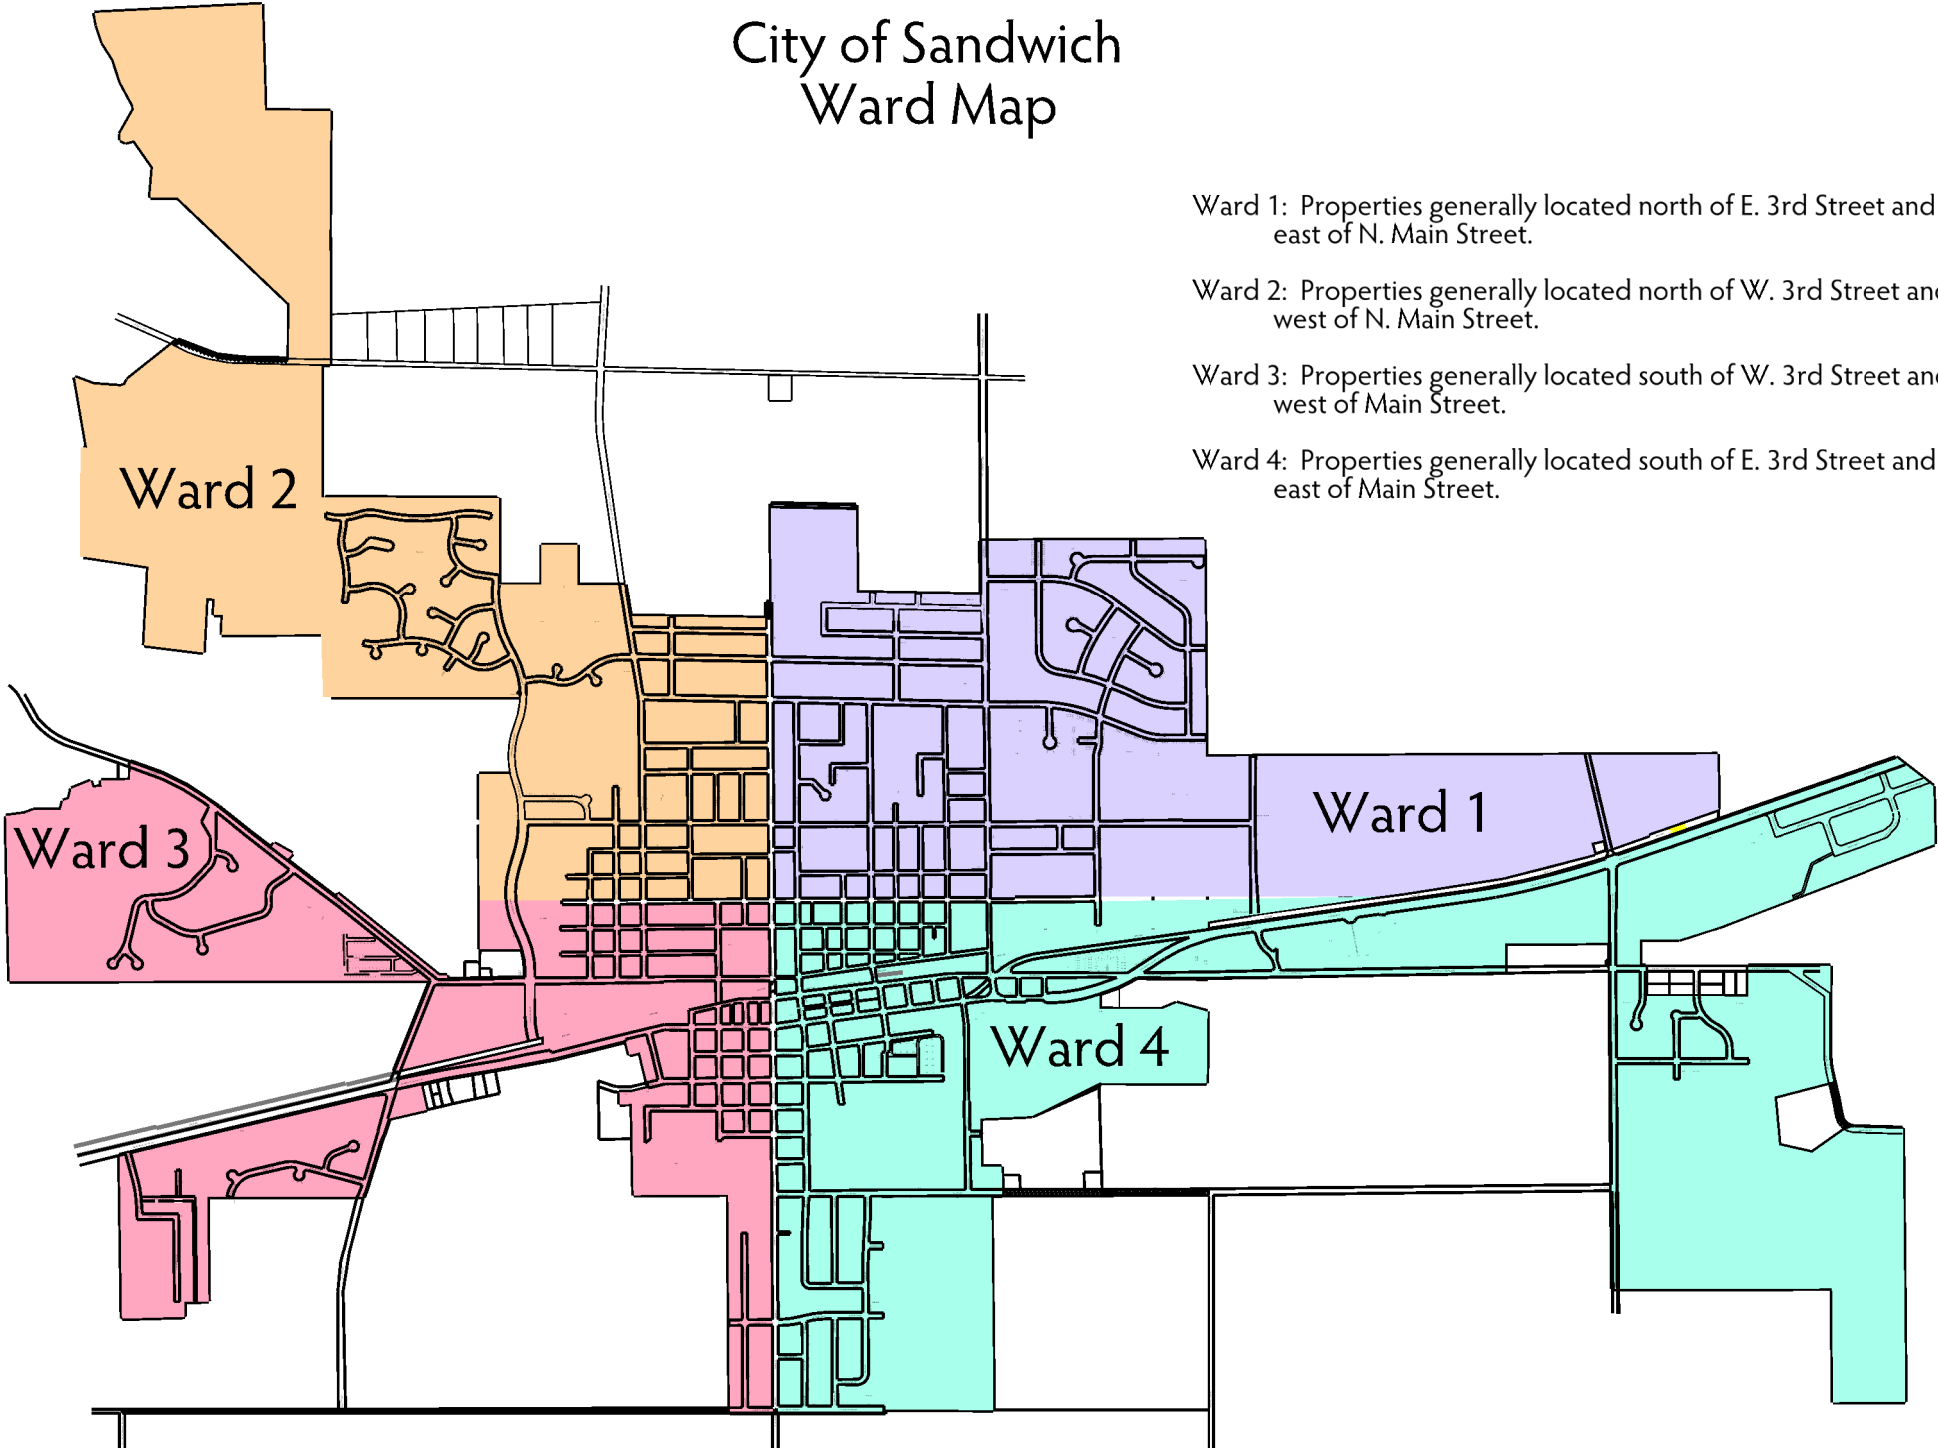 City of Sandwich
Ward Map
Ward 1: Properties generally located north of E. 3rd Street and
east of N. Main Street.
Ward 2: Properties generally located north of W. 3rd Street and
west of N. Main Street.
Ward 3: Properties generally located south of W. 3rd Street and
west of Main Street.
Ward 4: Properties generally located south of E. 3rd Street and
east of Main Street.
Ward 2
Ward 1
Ward 3
Ward 4